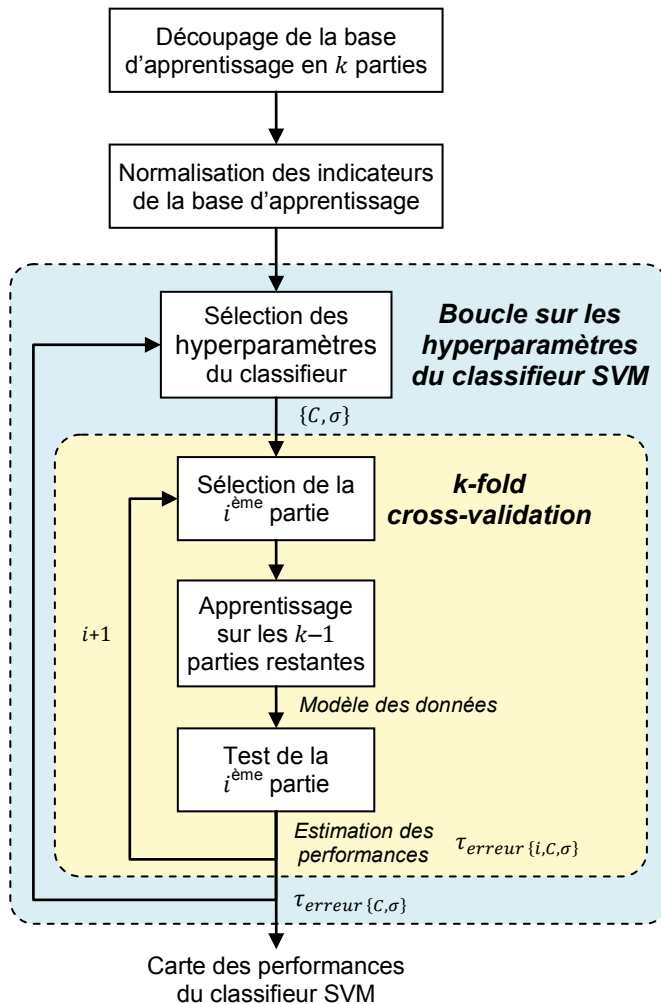 Découpage de la base
d'apprentissage en k parties
Normalisation des indicateurs
de la base d'apprentissage
Sélection des
hyperparamètres
du classifieur
Boucle sur les
hyperparamètres
du classifieur SVM
{C, σ}
Sélection de la
ième partie
k-fold
cross-validation
Apprentissage
sur les k−1
parties restantes
i+1
Modèle des données
Test de la
ième partie
Estimation des
performances
τerreur {i,C,σ}
τerreur {C,σ}
Carte des performances
du classifieur SVM